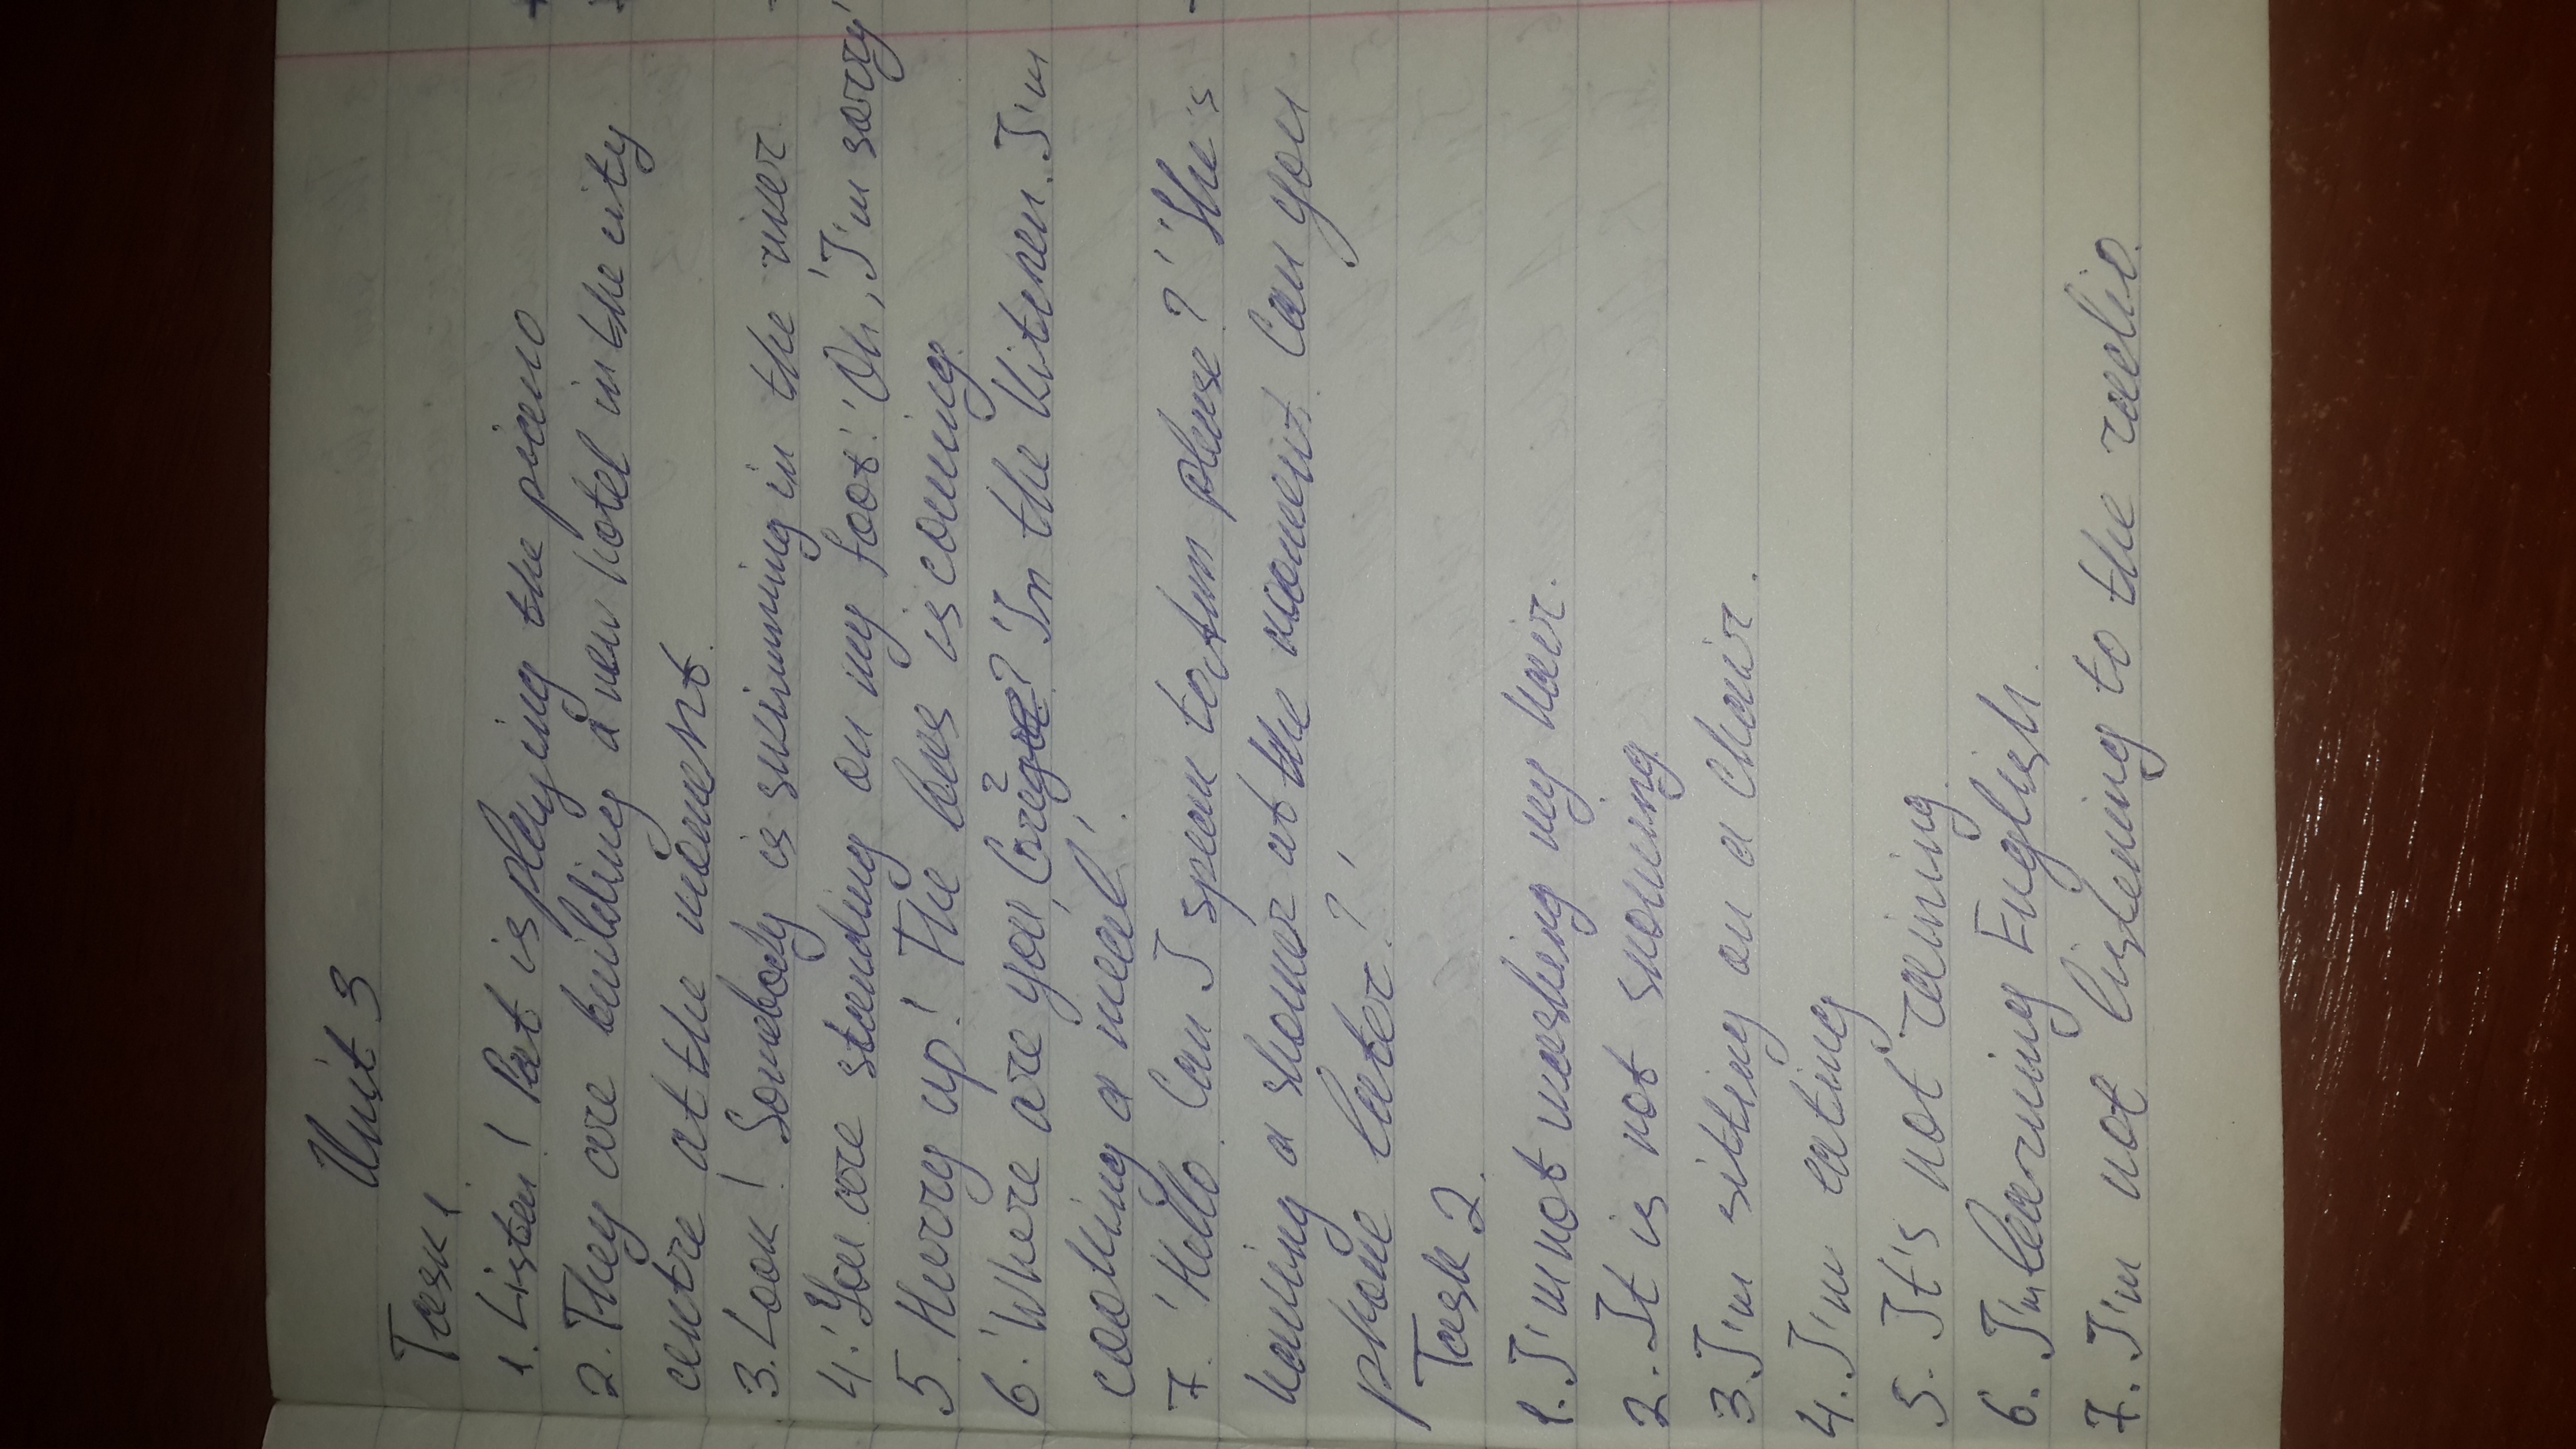 Unit 3
Task 1.
1. Listen! Pat is playing the piano
2. They are building a new hotel in the city
centre at the moment.
3. Look! Somebody is swimming in the river.
4. 'You are standing on my foot.' 'Oh, 'I'm sorry'
5. Hurry up! The bus is coming.
6. 'Where are you, ? 'In the Kitchen. I'm
cooking a meal'.
7. 'Hello. Can I speak to Ann please?' 'She's
having a shower at the moment. Can you
phone later?'
Task 2.
1. I'm not washing my hair.
2. It is not snowing.
3. I'm sitting on a chair.
4. I'm eating
5. It's not raining.
6. I'm learning English.
7. I'm not listening to the radio.